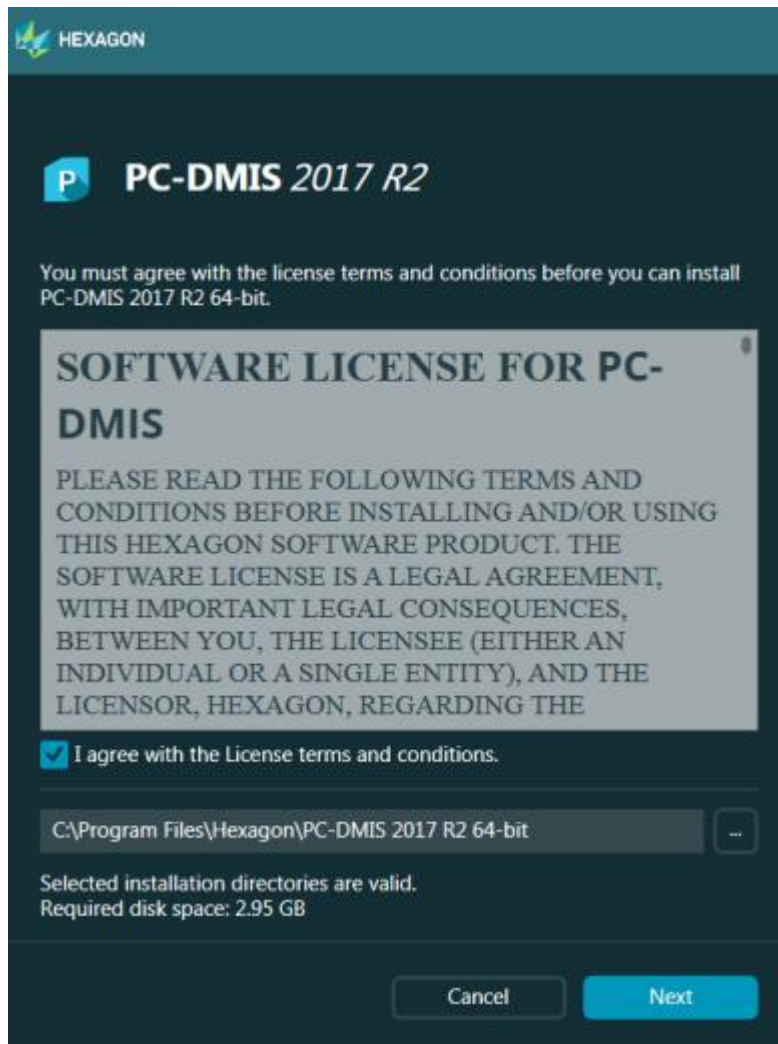 HEXAGON
P
PC-DMIS 2017 R2
You must agree with the license terms and conditions before you can install
PC-DMIS 2017 R2 64-bit.
SOFTWARE LICENSE FOR PC-
DMIS
PLEASE READ THE FOLLOWING TERMS AND
CONDITIONS BEFORE INSTALLING AND/OR USING
THIS HEXAGON SOFTWARE PRODUCT. THE
SOFTWARE LICENSE IS A LEGAL AGREEMENT,
WITH IMPORTANT LEGAL CONSEQUENCES,
BETWEEN YOU, THE LICENSEE (EITHER AN
INDIVIDUAL OR A SINGLE ENTITY), AND THE
LICENSOR, HEXAGON, REGARDING THE
I agree with the License terms and conditions.
C:\Program Files\Hexagon\PC-DMIS 2017 R2 64-bit
...
Selected installation directories are valid.
Required disk space: 2.95 GB
Cancel
Next